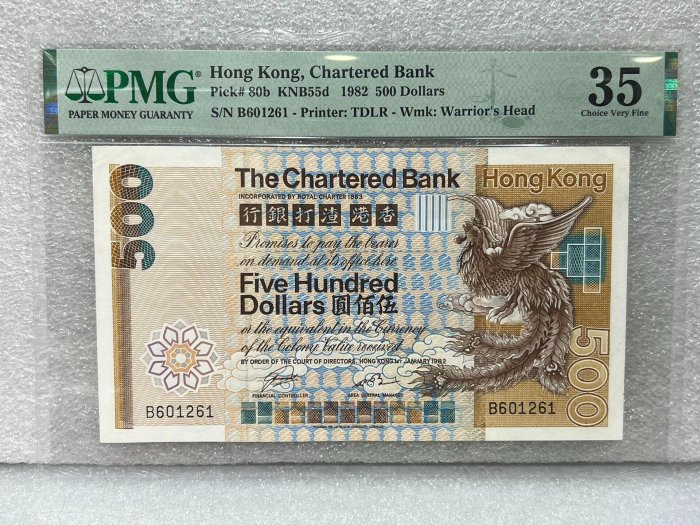 PMG®
PAPER MONEY GUARANTY
Hong Kong, Chartered Bank
Pick# 80b KNB55d 1982 500 Dollars
S/N B601261 - Printer: TDLR - Wmk: Warrior's Head
35
Choice Very Fine
500
The Chartered Bank
Hong Kong
INCORPORATED BY ROYAL CHARTER 1853
行銀打渣港香
Promises to pay the bearer
on demand at its office here
Five Hundred
Dollars 圓佰伍
or the equivalent in the Currency
of the Colony Value received
BY ORDER OF THE COURT OF DIRECTORS, HONG KONG 1ST JANUARY 1982
FINANCIAL CONTROLLER
AREA GENERAL MANAGER
B601261
B601261
500